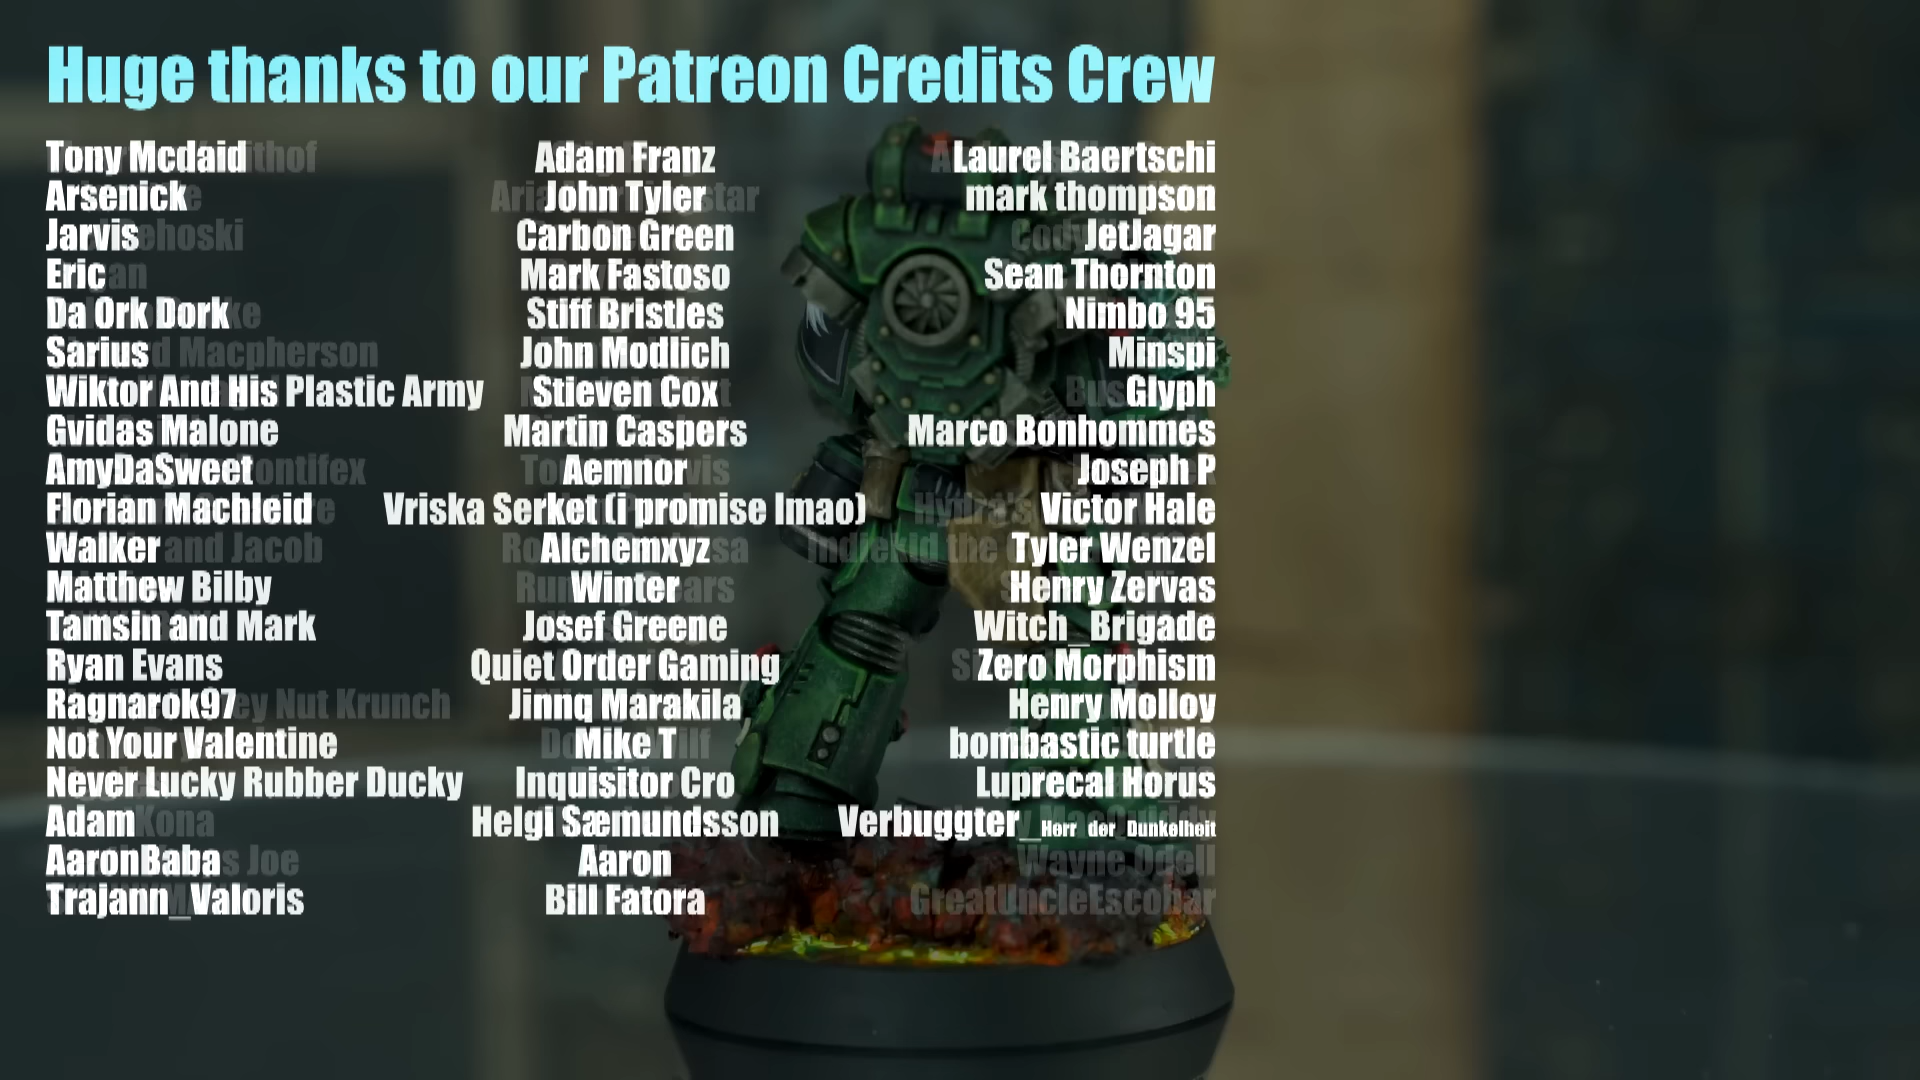 Huge thanks to our Patreon Credits Crew
Tony Mcdaid Adam Franz Laurel Baertschi
Arsenick John Tyler mark thompson
Jarvis Carbon Green JetJagar
Eric Mark Fastoso Sean Thornton
Da Ork Dork Stiff Bristles Nimbo 95
Sarius John Modlich Minspi
Wiktor And His Plastic Army Stieven Cox Glyph
Gvidas Malone Martin Caspers Marco Bonhommes
AmyDaSweet Aemnor Joseph P
Florian Machleid Vriska Serket (i promise lmao) Victor Hale
Walker Alchemxyz Tyler Wenzel
Matthew Bilby Winter Henry Zervas
Tamsin and Mark Josef Greene Witch_Brigade
Ryan Evans Quiet Order Gaming Zero Morphism
Ragnarok97 Jinnq Marakila Henry Molloy
Not Your Valentine Mike T bombastic turtle
Never Lucky Rubber Ducky Inquisitor Cro Luprecal Horus
Adam Helgi Sæmundsson Verbuggter_Herr_der_Dunkelheit
AaronBaba Aaron Wayne Odell
Trajann_Valoris Bill Fatora GreatUncleEscobar